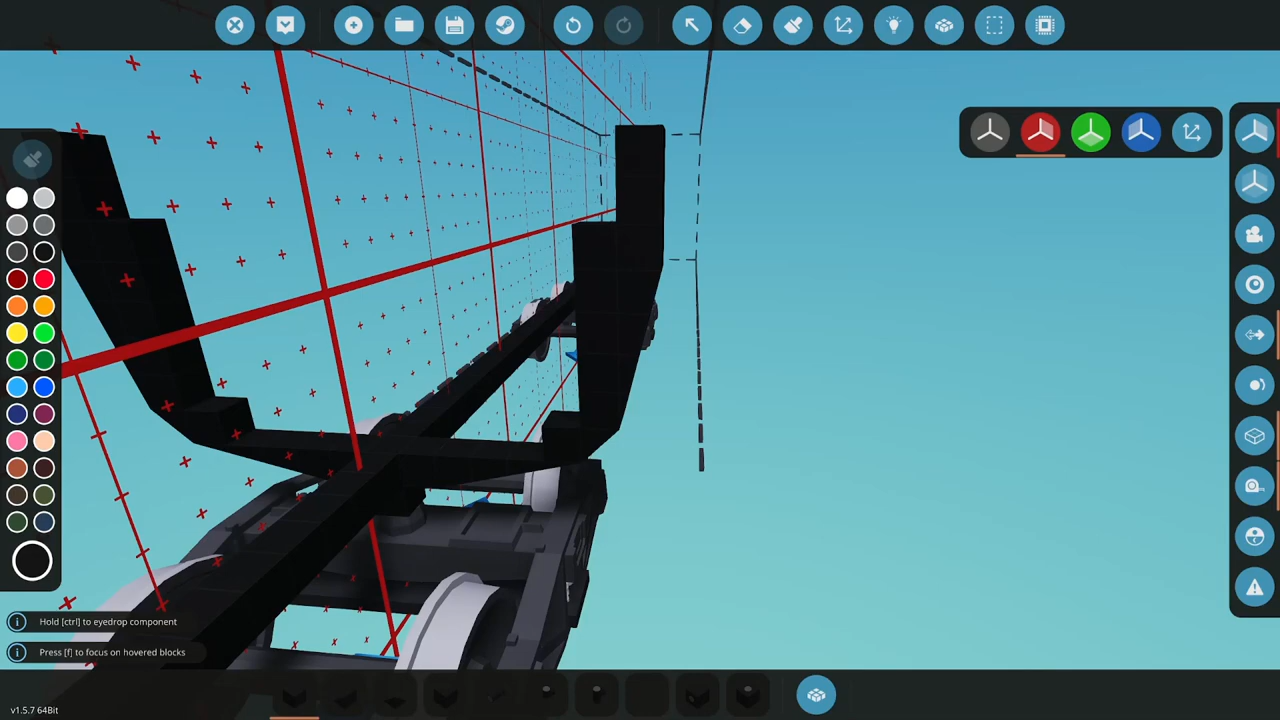 Hold [ctrl] to eyedrop component
Press [f] to focus on hovered blocks
v1.5.7 64Bit